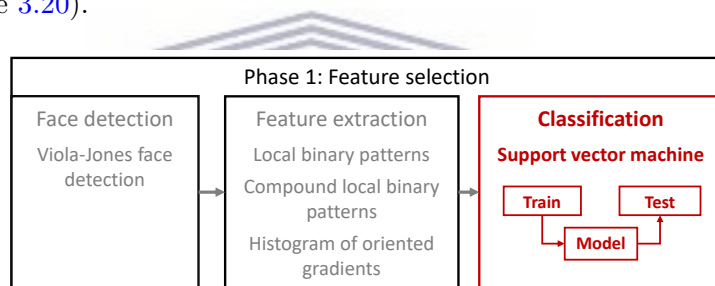 e 3.20).
Phase 1: Feature selection
Face detection
Viola-Jones face
detection
Feature extraction
Local binary patterns
Compound local binary
patterns
Histogram of oriented
gradients
Classification
Support vector machine
Train
Test
Model